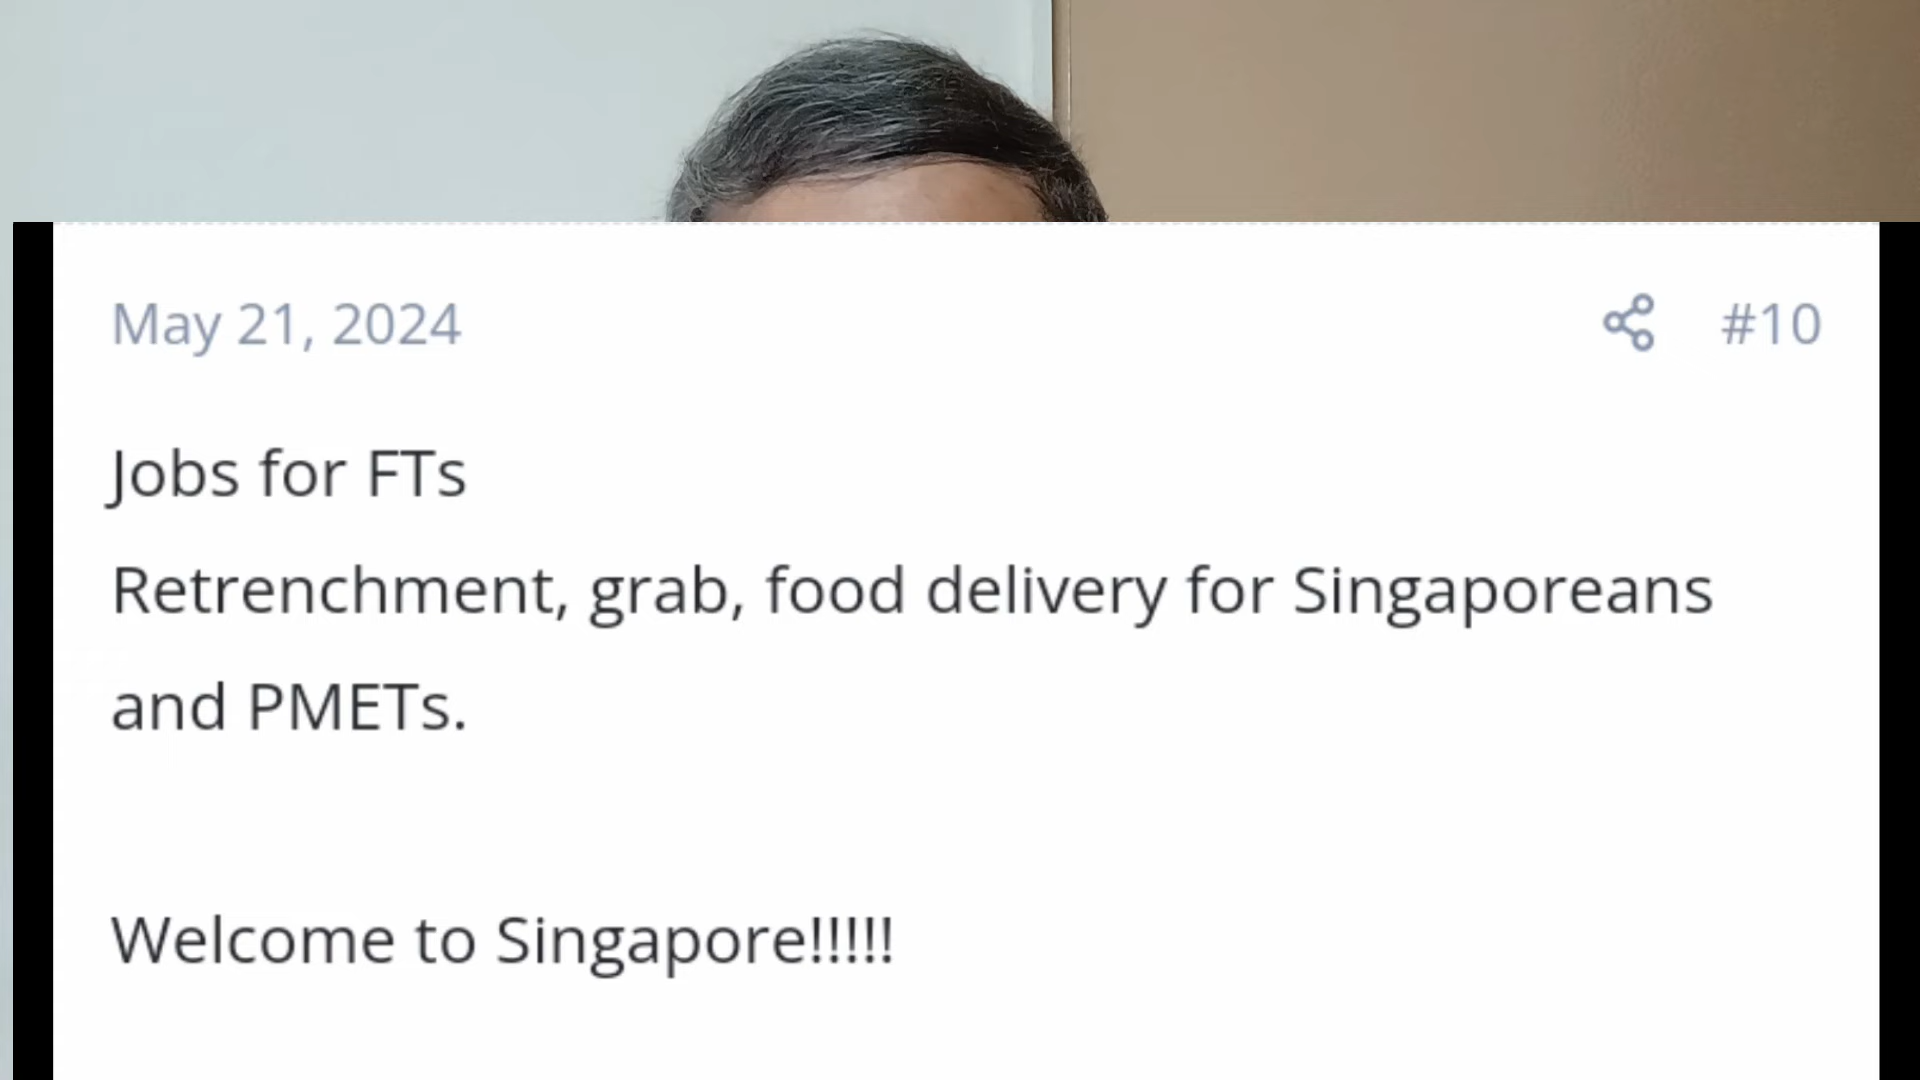 May 21, 2024 #10
Jobs for FTs
Retrenchment, grab, food delivery for Singaporeans
and PMETs.
Welcome to Singapore!!!!!